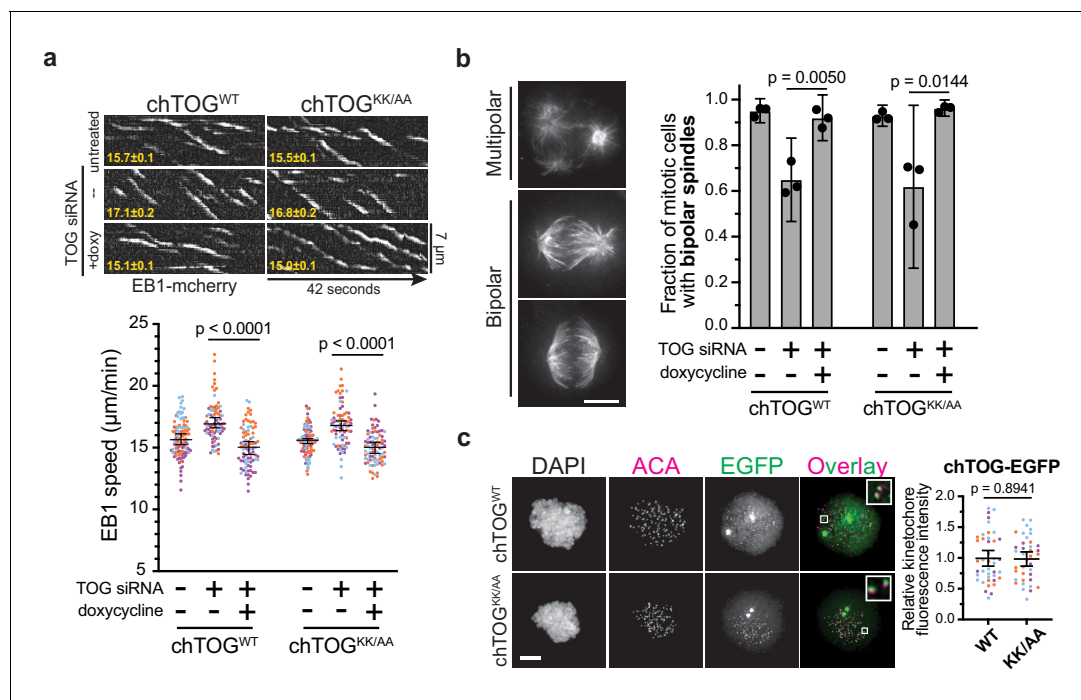 a
chTOG^WT chTOG^KK/AA
untreated
15.7±0.1 15.5±0.1
TOG siRNA
--
17.1±0.2 16.8±0.2
+doxy
15.1±0.1 15.0±0.1
7 µm
EB1-mcherry 42 seconds
EB1 speed (µm/min)
25
20
15
10
5
p < 0.0001 p < 0.0001
TOG siRNA - + + - + +
doxycycline - - + - - +
chTOG^WT chTOG^KK/AA
b
Multipolar
Bipolar
Fraction of mitotic cells
with bipolar spindles
1.0
0.8
0.6
0.4
0.2
0.0
p = 0.0050 p = 0.0144
TOG siRNA - + + - + +
doxycycline - - + - - +
chTOG^WT chTOG^KK/AA
c
DAPI ACA EGFP Overlay
chTOG^WT
chTOG^KK/AA
chTOG-EGFP
p = 0.8941
Relative kinetochore
fluorescence intensity
2.0
1.5
1.0
0.5
0.0
WT KK/AA